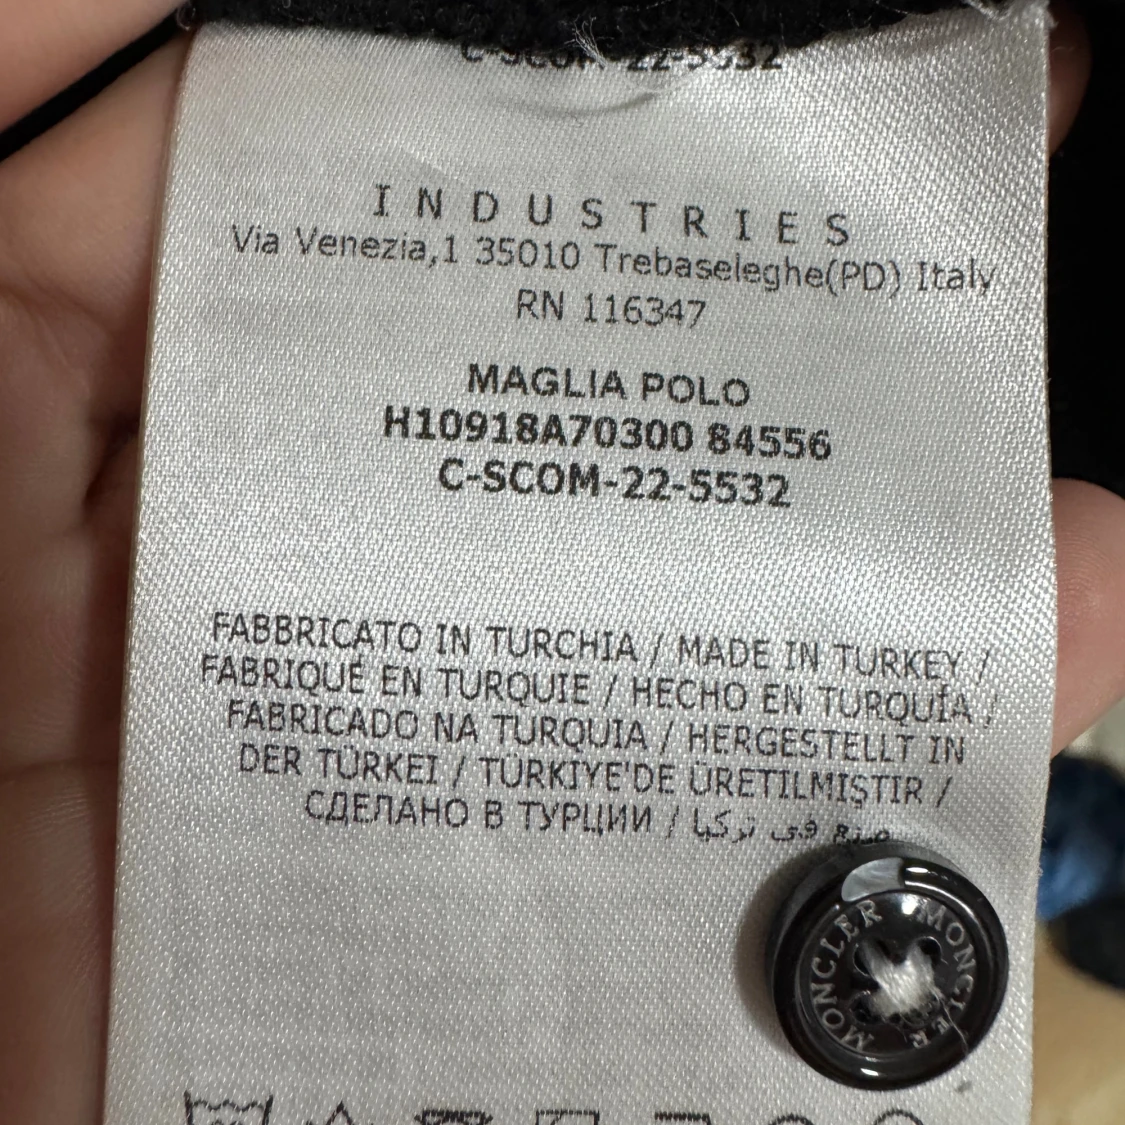 C-SCOM-22-5532
INDUSTRIES
Via Venezia,1 35010 Trebaseleghe(PD) Italy
RN 116347
MAGLIA POLO
H10918A70300 84556
C-SCOM-22-5532
FABBRICATO IN TURCHIA / MADE IN TURKEY /
FABRIQUÉ EN TURQUIE / HECHO EN TURQUÍA /
FABRICADO NA TURQUIA / HERGESTELLT IN
DER TÜRKEI / TÜRKIYE'DE ÜRETILMIŞTIR /
СДЕЛАНО В ТУРЦИИ / صنع في تركيا
MONCLER MONCLER